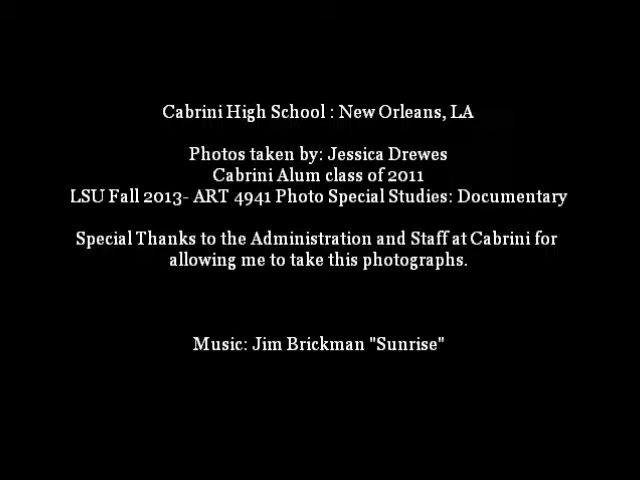 Cabrini High School : New Orleans, LA
Photos taken by: Jessica Drewes
Cabrini Alum class of 2011
LSU Fall 2013- ART 4941 Photo Special Studies: Documentary
Special Thanks to the Administration and Staff at Cabrini for
allowing me to take this photographs.
Music: Jim Brickman "Sunrise"